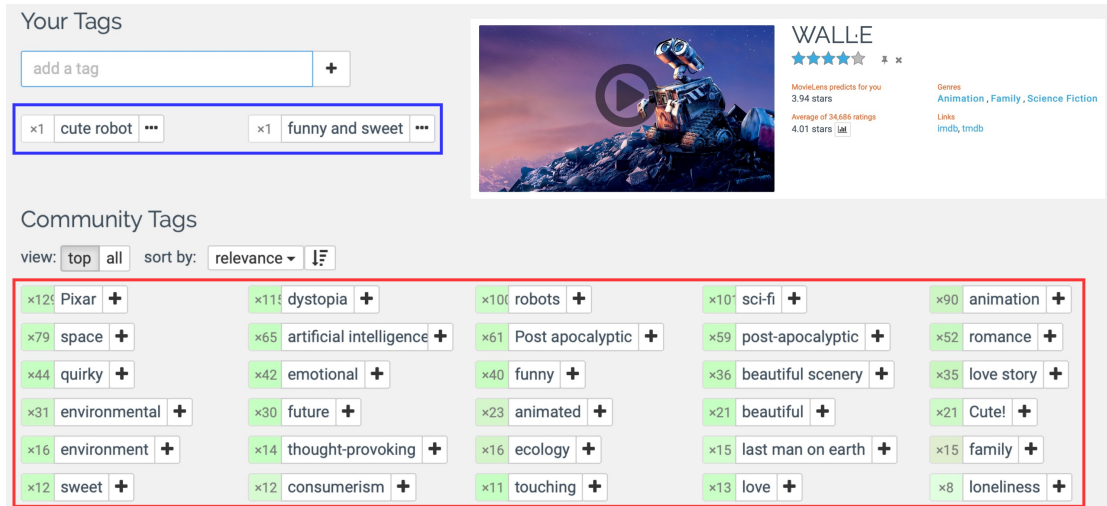 Your Tags
add a tag
×1 cute robot ••• ×1 funny and sweet •••
WALL·E
MovieLens predicts for you
3.94 stars
Genres
Animation , Family , Science Fiction
Average of 34,686 ratings
4.01 stars
Links
imdb, tmdb
Community Tags
view: top all sort by: relevance
×129 Pixar + ×115 dystopia + ×100 robots + ×101 sci-fi + ×90 animation +
×79 space + ×65 artificial intelligence + ×61 Post apocalyptic + ×59 post-apocalyptic + ×52 romance +
×44 quirky + ×42 emotional + ×40 funny + ×36 beautiful scenery + ×35 love story +
×31 environmental + ×30 future + ×23 animated + ×21 beautiful + ×21 Cute! +
×16 environment + ×14 thought-provoking + ×16 ecology + ×15 last man on earth + ×15 family +
×12 sweet + ×12 consumerism + ×11 touching + ×13 love + ×8 loneliness +